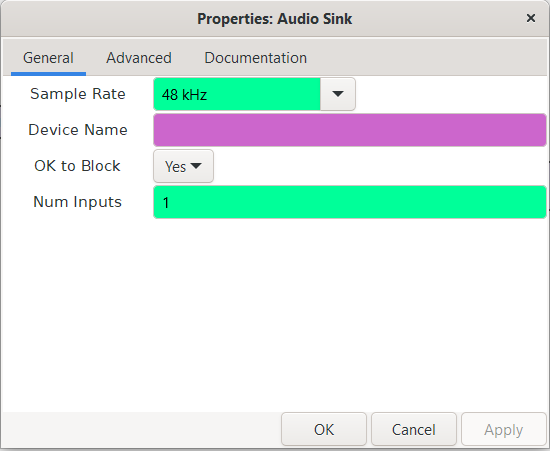 Properties: Audio Sink ×
General Advanced Documentation
Sample Rate 48 kHz
Device Name
OK to Block Yes
Num Inputs 1
OK Cancel Apply